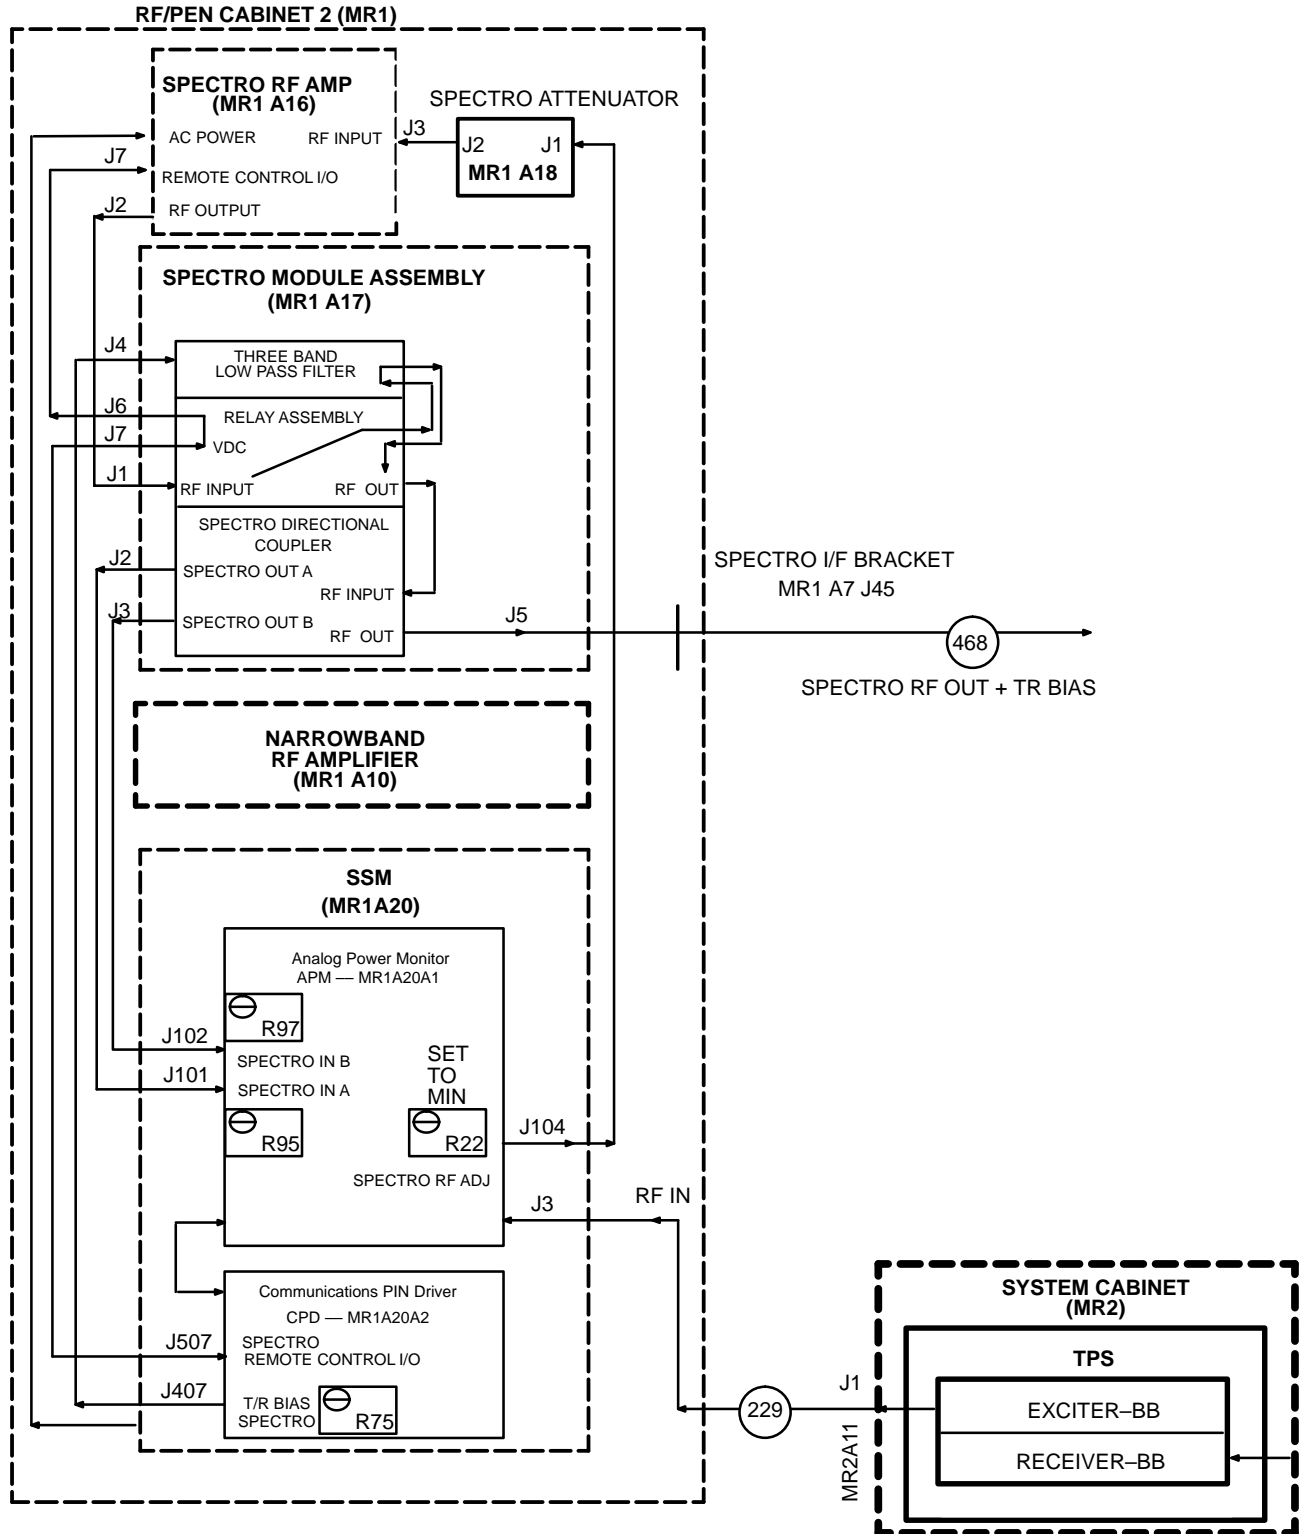 RF/PEN CABINET 2 (MR1)
SPECTRO RF AMP
(MR1 A16)
AC POWER
RF INPUT
J7
REMOTE CONTROL I/O
J2
RF OUTPUT
SPECTRO ATTENUATOR
J3
J2
J1
MR1 A18
SPECTRO MODULE ASSEMBLY
(MR1 A17)
J4
THREE BAND
LOW PASS FILTER
J6
RELAY ASSEMBLY
J7
VDC
J1
RF INPUT
RF OUT
SPECTRO DIRECTIONAL
COUPLER
J2
SPECTRO OUT A
RF INPUT
J3
SPECTRO OUT B
RF OUT
J5
SPECTRO I/F BRACKET
MR1 A7 J45
468
SPECTRO RF OUT + TR BIAS
NARROWBAND
RF AMPLIFIER
(MR1 A10)
SSM
(MR1A20)
Analog Power Monitor
APM — MR1A20A1
R97
J102
SPECTRO IN B
J101
SPECTRO IN A
R95
SET
TO
MIN
R22
J104
SPECTRO RF ADJ
J3
RF IN
Communications PIN Driver
CPD — MR1A20A2
J507
SPECTRO
REMOTE CONTROL I/O
J407
T/R BIAS
SPECTRO
R75
229
J1
MR2A11
SYSTEM CABINET
(MR2)
TPS
EXCITER–BB
RECEIVER–BB